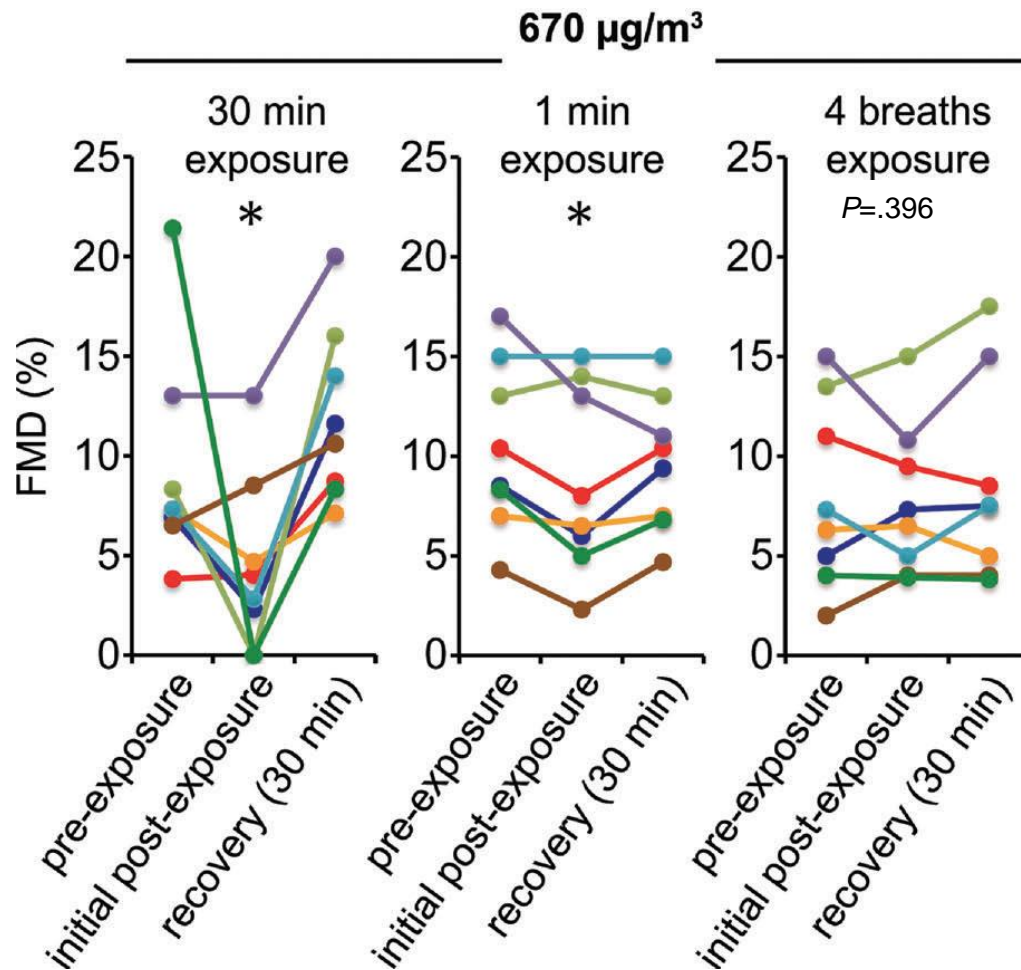 670 µg/m³
30 min
exposure
*
1 min
exposure
*
4 breaths
exposure
P=.396
FMD (%)
25
20
15
10
5
0
25
20
15
10
5
0
25
20
15
10
5
0
pre-exposure
initial post-exposure
recovery (30 min)
pre-exposure
initial post-exposure
recovery (30 min)
pre-exposure
initial post-exposure
recovery (30 min)